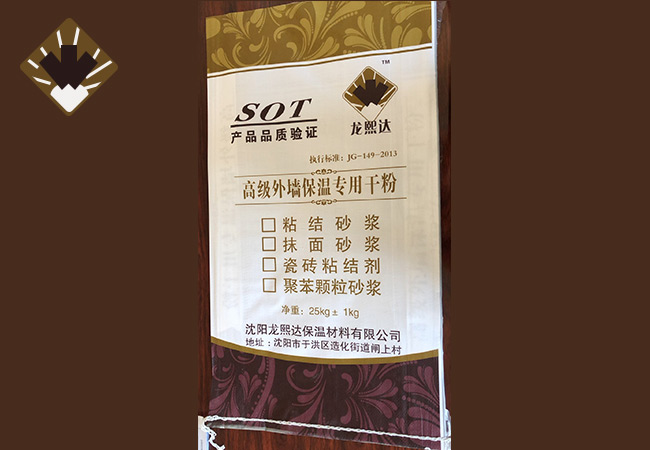 TM
SOT
产品品质验证
龙熙达
执行标准：JG-149-2013
高级外墙保温专用干粉
□ 粘结砂浆
□ 抹面砂浆
□ 瓷砖粘结剂
□ 聚苯颗粒砂浆
净重：25kg± 1kg
沈阳龙熙达保温材料有限公司
地址：沈阳市于洪区造化街道闸上村